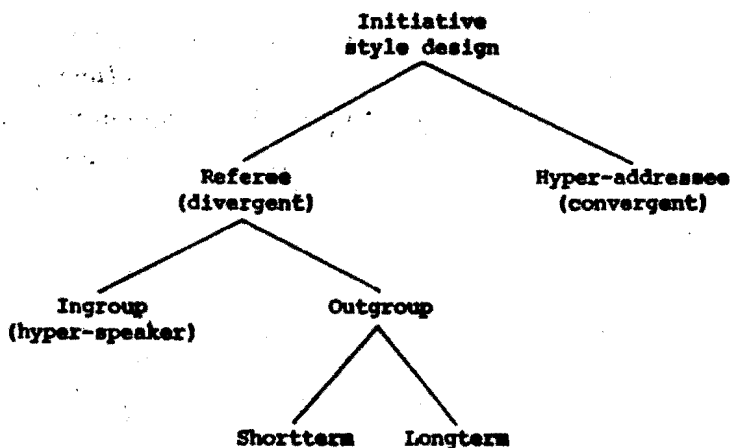 Initiative
style design
Referee
(divergent)
Hyper-addressee
(convergent)
Ingroup
(hyper-speaker)
Outgroup
Shortterm
Longterm